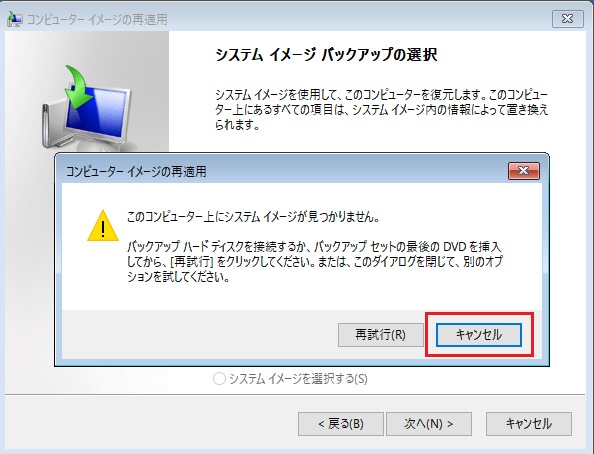 コンピューター イメージの再適用
システム イメージ バックアップの選択
システム イメージを使用して、このコンピューターを復元します。このコンピュー
ター上にあるすべての項目は、システム イメージ内の情報によって置き換え
られます。
コンピューター イメージの再適用
このコンピューター上にシステム イメージが見つかりません。
バックアップ ハード ディスクを接続するか、バックアップ セットの最後の DVD を挿入
してから、[再試行] をクリックしてください。または、このダイアログを閉じて、別のオプ
ションを試してください。
再試行(R)
キャンセル
システム イメージを選択する(S)
< 戻る(B)
次へ(N) >
キャンセル